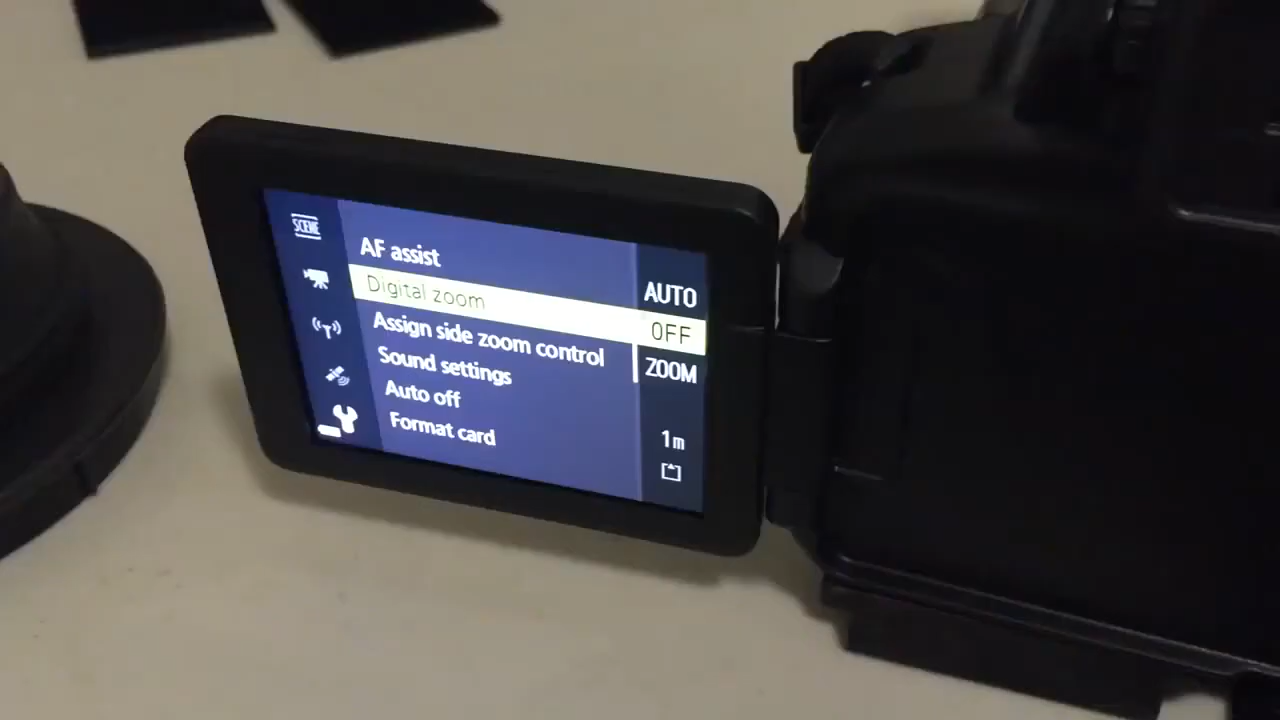 SCENE
AF assist AUTO
Digital zoom OFF
Assign side zoom control ZOOM
Sound settings
Auto off 1m
Format card